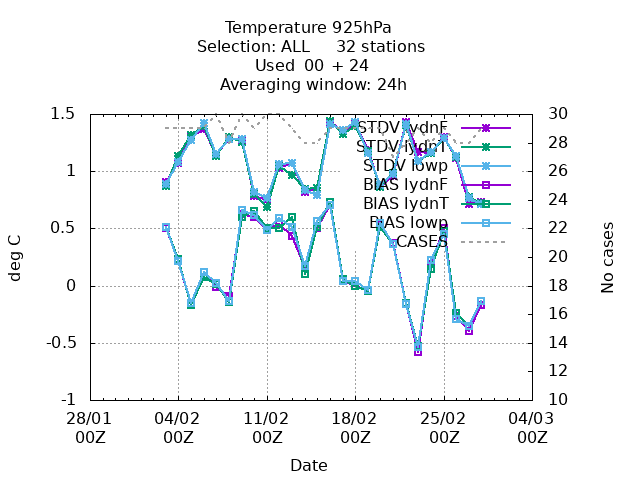 Temperature 925hPa
Selection: ALL 32 stations
Used 00 + 24
Averaging window: 24h
1.5
1
0.5
0
-0.5
-1
deg C
30
28
26
24
22
20
18
16
14
12
10
No cases
STDV lydnF
STDV lydnT
STDV lowp
BIAS lydnF
BIAS lydnT
BIAS lowp
CASES
28/01 04/02 11/02 18/02 25/02 04/03
00Z 00Z 00Z 00Z 00Z 00Z
Date